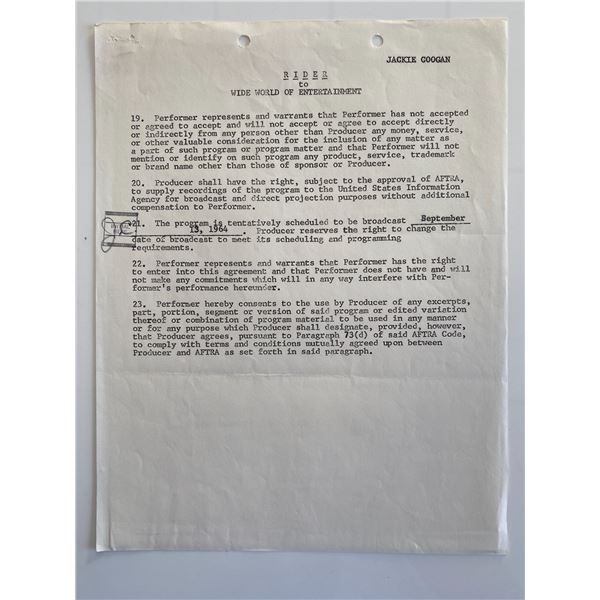 JACKIE COOGAN
RIDER
to
WIDE WORLD OF ENTERTAINMENT
19. Performer represents and warrants that Performer has not accepted
or agreed to accept and will not accept or agree to accept directly
or indirectly from any person other than Producer any money, service,
or other valuable consideration for the inclusion of any matter as
a part of such program or program matter and that Performer will not
mention or identify on such program any product, service, trademark
or brand name other than those of sponsor or Producer.
20. Producer shall have the right, subject to the approval of AFTRA,
to supply recordings of the program to the United States Information
Agency for broadcast and direct projection purposes without additional
compensation to Performer.
21. The program is tentatively scheduled to be broadcast September
13, 1964. Producer reserves the right to change the
date of broadcast to meet its scheduling and programming
requirements.
22. Performer represents and warrants that Performer has the right
to enter into this agreement and that Performer does not have and will
not make any commitments which will in any way interfere with Per-
former's performance hereunder.
23. Performer hereby consents to the use by Producer of any excerpts,
part, portion, segment or version of said program or edited variation
thereof or combination of program material to be used in any manner
or for any purpose which Producer shall designate, provided, however,
that Producer agrees, pursuant to Paragraph 73(d) of said AFTRA Code,
to comply with terms and conditions mutually agreed upon between
Producer and AFTRA as set forth in said paragraph.